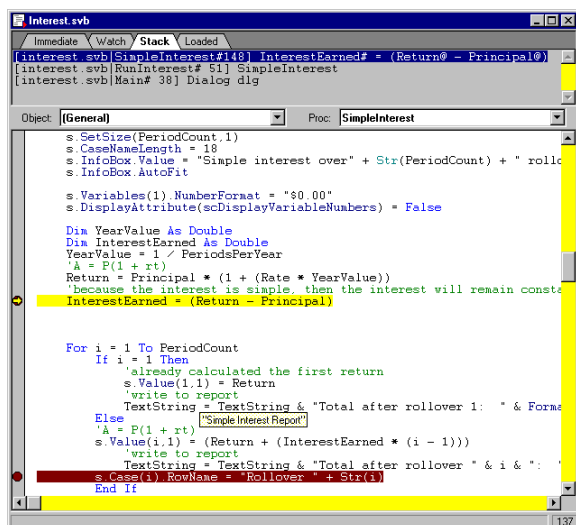 Interest.svb
Immediate Watch Stack Loaded
[interest.svb|SimpleInterest#148] InterestEarned# = (Return@ - Principal@)
[interest.svb|RunInterest# 51] SimpleInterest
[interest.svb|Main# 38] Dialog dlg
Object: (General) Proc: SimpleInterest
s.SetSize(PeriodCount,1)
s.CaseNameLength = 18
s.InfoBox.Value = "Simple interest over" + Str(PeriodCount) + " rollo
s.InfoBox.AutoFit
s.Variables(1).NumberFormat = "$0.00"
s.DisplayAttribute(scDisplayVariableNumbers) = False
Dim YearValue As Double
Dim InterestEarned As Double
YearValue = 1 / PeriodsPerYear
'A = P(1 + rt)
Return = Principal * (1 + (Rate * YearValue))
'because the interest is simple, then the interest will remain consta
InterestEarned = (Return - Principal)
For i = 1 To PeriodCount
If i = 1 Then
'already calculated the first return
s.Value(1,1) = Return
'write to report
TextString = TextString & "Total after rollover 1:  " & Forma
Else
"Simple Interest Report"
'A = P(1 + rt)
s.Value(i,1) = (Return + (InterestEarned * (i - 1)))
'write to report
TextString = TextString & "Total after rollover " & i & ":  "
s.Case(i).RowName = "Rollover " + Str(i)
End If
137